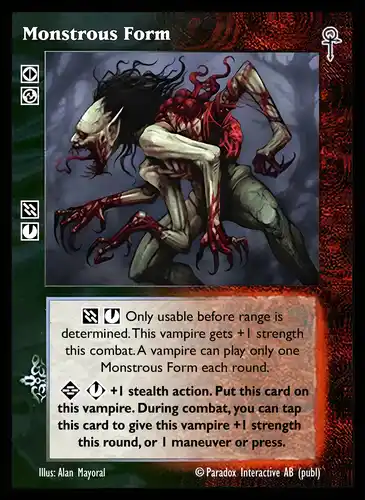 Monstrous Form
Only usable before range is
determined. This vampire gets +1 strength
this combat. A vampire can play only one
Monstrous Form each round.
+1 stealth action. Put this card on
this vampire. During combat, you can tap
this card to give this vampire +1 strength
this round, or 1 maneuver or press.
Illus: Alan Mayoral
© Paradox Interactive AB (publ)